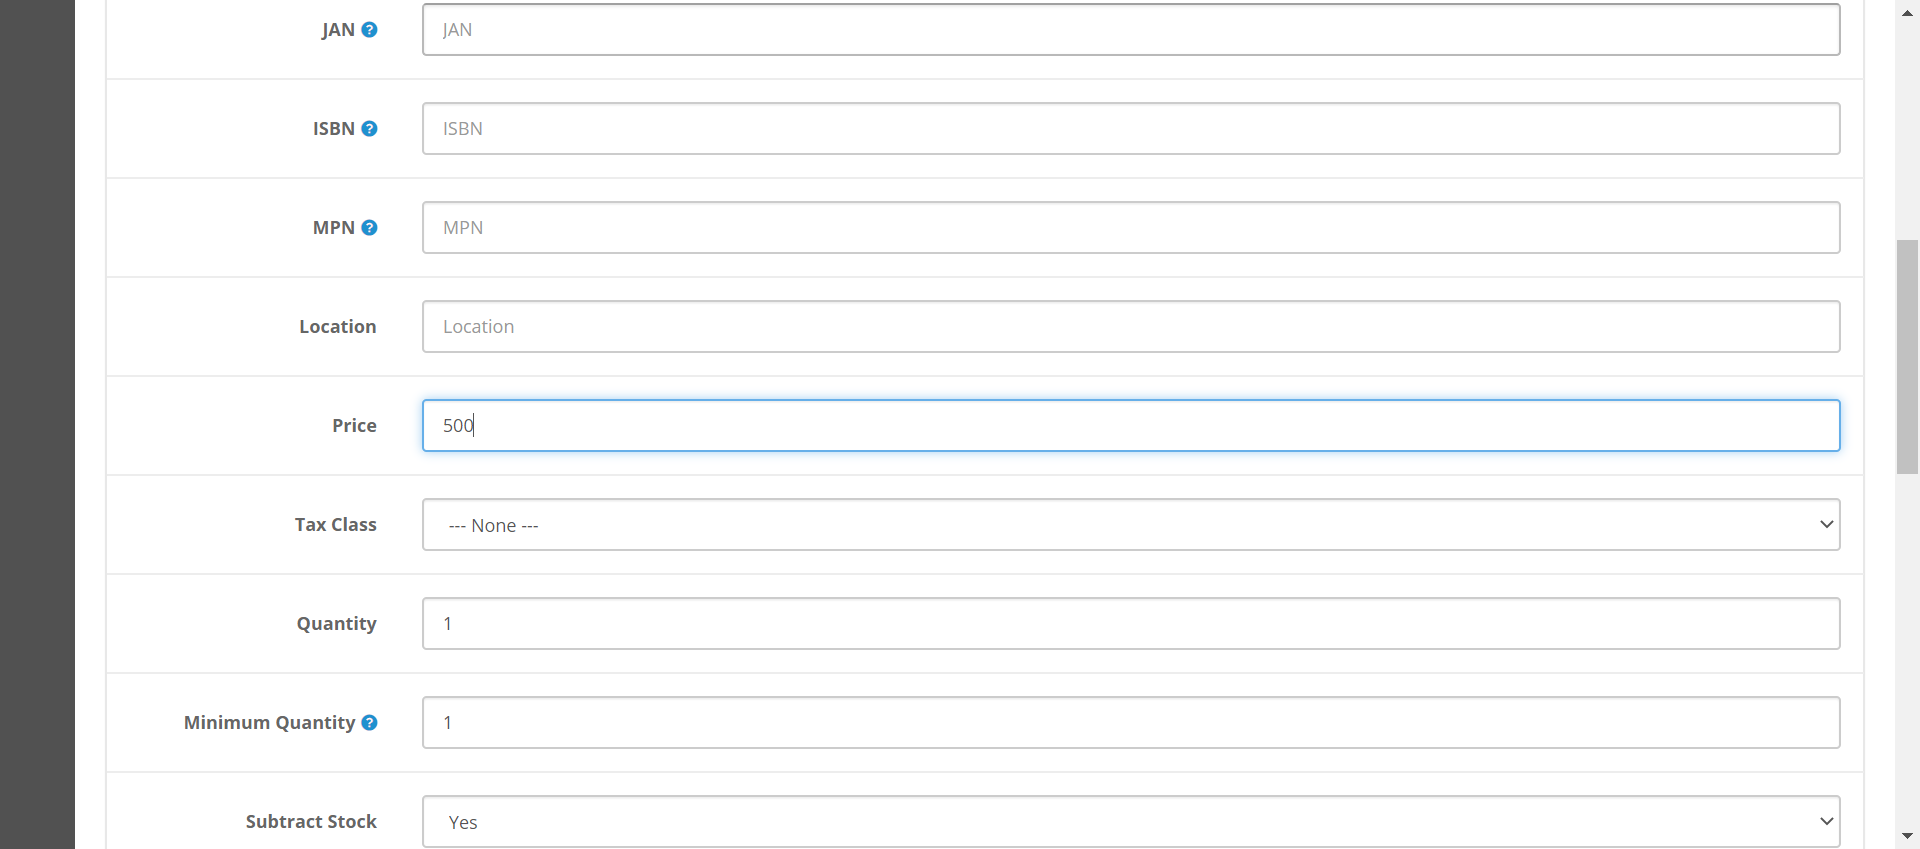 JAN ?
JAN
ISBN ?
ISBN
MPN ?
MPN
Location
Location
Price
500
Tax Class
--- None ---
Quantity
1
Minimum Quantity ?
1
Subtract Stock
Yes